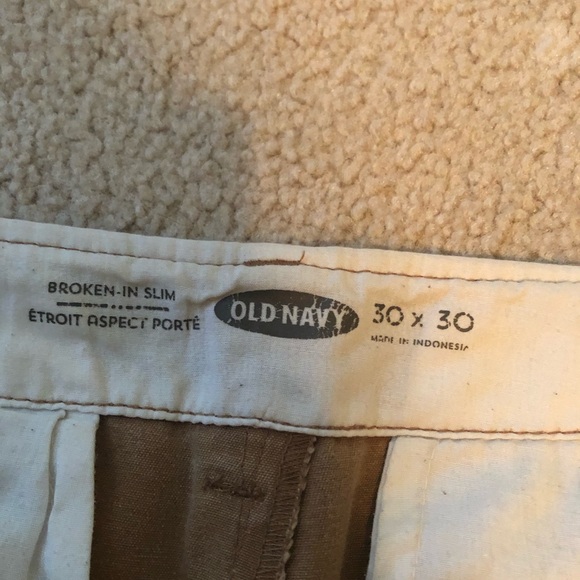 BROKEN-IN SLIM
ÉTROIT ASPECT PORTÉ
OLD NAVY
30 x 30
MADE IN INDONESIA